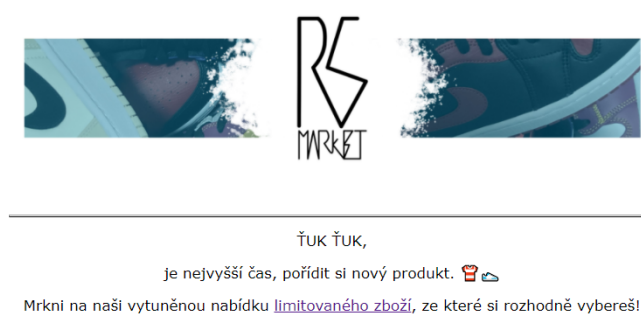 RS
MARKET
ŤUK ŤUK,
je nejvyšší čas, pořídit si nový produkt. 👕👟
Mrkni na naši vytuněnou nabídku limitovaného zboží, ze které si rozhodně vybereš!